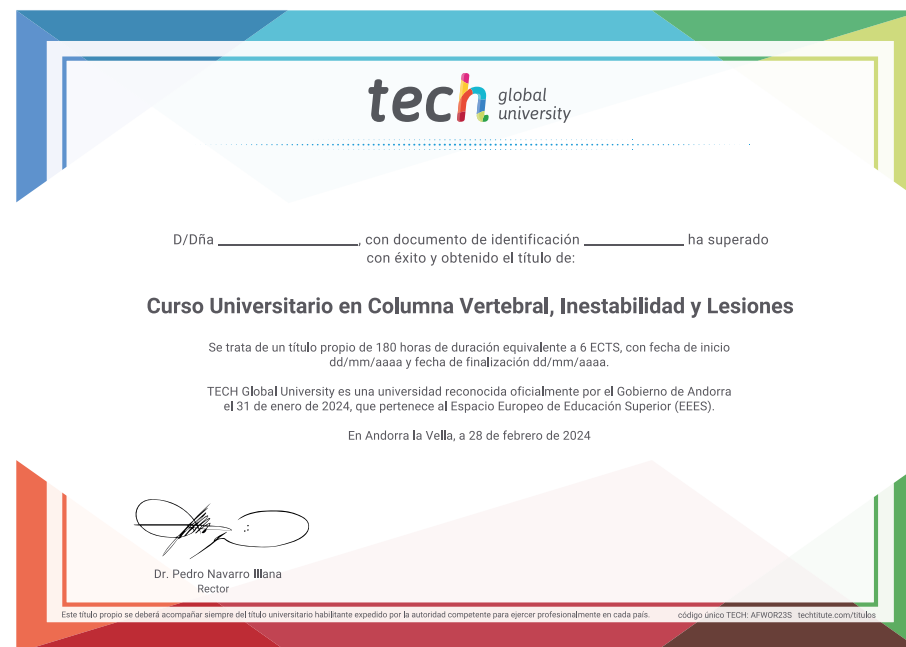 tech global university
D/Dña ____________________, con documento de identificación ______________ ha superado
con éxito y obtenido el título de:
Curso Universitario en Columna Vertebral, Inestabilidad y Lesiones
Se trata de un título propio de 180 horas de duración equivalente a 6 ECTS, con fecha de inicio
dd/mm/aaaa y fecha de finalización dd/mm/aaaa.
TECH Global University es una universidad reconocida oficialmente por el Gobierno de Andorra
el 31 de enero de 2024, que pertenece al Espacio Europeo de Educación Superior (EEES).
En Andorra la Vella, a 28 de febrero de 2024
Dr. Pedro Navarro Illana
Rector
Este título propio se deberá acompañar siempre del título universitario habilitante expedido por la autoridad competente para ejercer profesionalmente en cada país. código único TECH: AFWOR23S techtitute.com/titulos